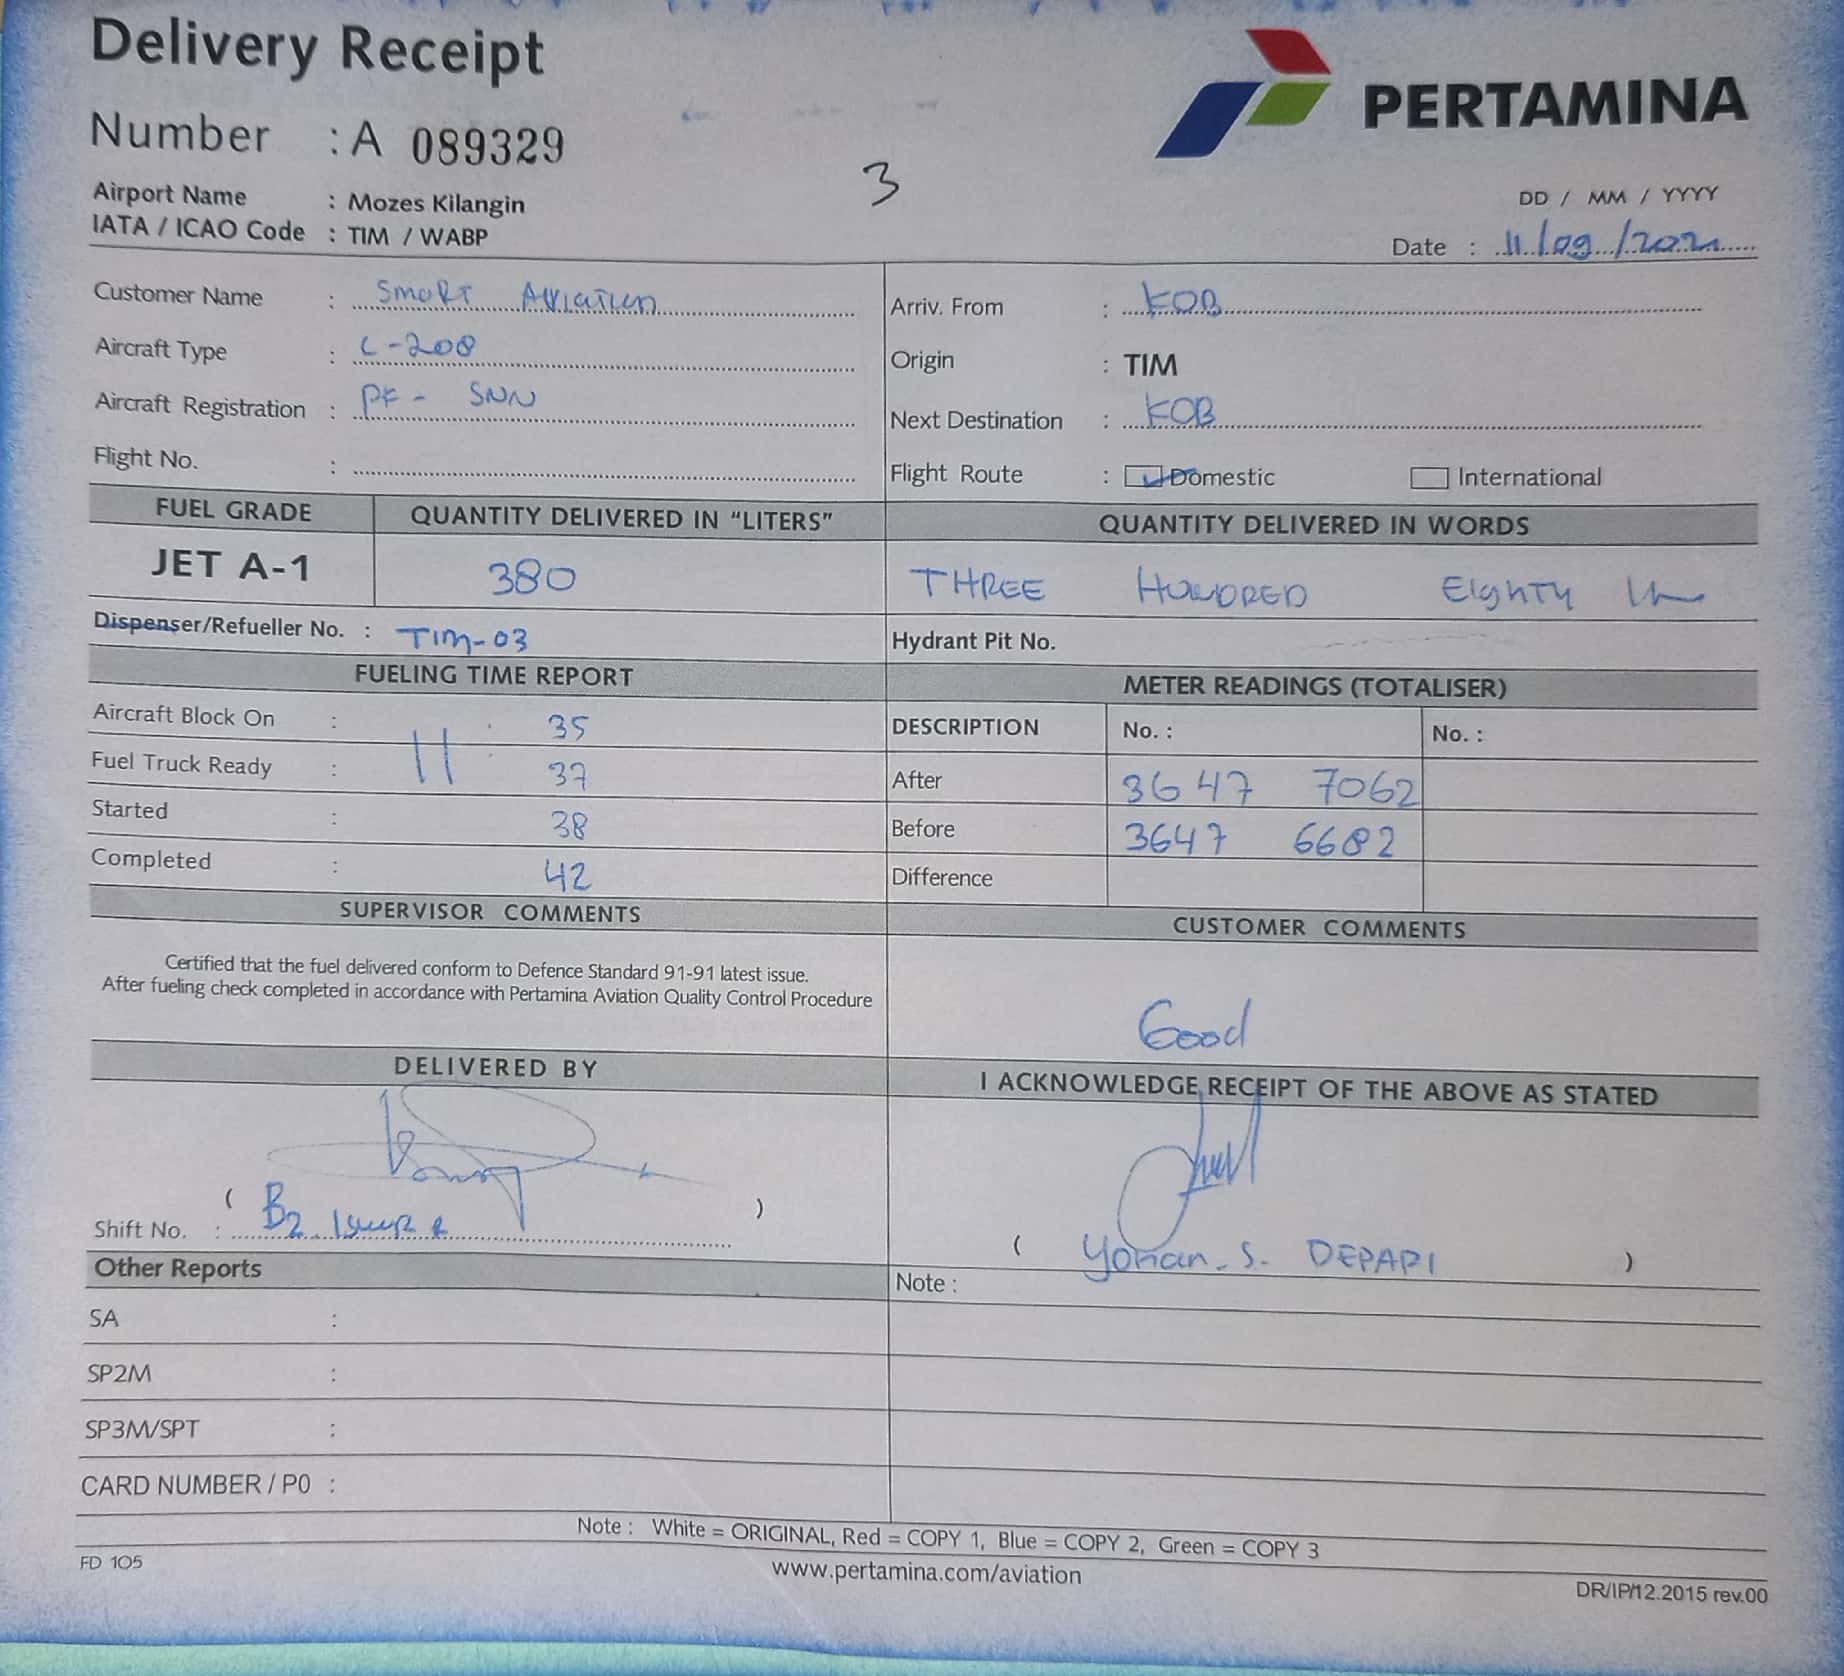 Delivery Receipt
PERTAMINA
Number : A 089329
3
Airport Name : Mozes Kilangin
IATA / ICAO Code : TIM / WABP
DD / MM / YYYY
Date : 11/09/2021
Customer Name : SMART AVIATION
Arriv. From : KOB
Aircraft Type : C-208
Origin : TIM
Aircraft Registration : PK - SNN
Next Destination : KOB
Flight No. :
Flight Route : Domestic International
FUEL GRADE QUANTITY DELIVERED IN "LITERS" QUANTITY DELIVERED IN WORDS
JET A-1 380 THREE HUNDRED EIGHTY
Dispenser/Refueller No. : TIM-03 Hydrant Pit No.
FUELING TIME REPORT METER READINGS (TOTALISER)
Aircraft Block On : 35 DESCRIPTION No. : No. :
Fuel Truck Ready : 11 37 After 3647 7062
Started : 38 Before 3647 6682
Completed : 42 Difference
SUPERVISOR COMMENTS CUSTOMER COMMENTS
Certified that the fuel delivered conform to Defence Standard 91-91 latest issue.
After fueling check completed in accordance with Pertamina Aviation Quality Control Procedure
Good
DELIVERED BY I ACKNOWLEDGE RECEIPT OF THE ABOVE AS STATED
( )
Shift No. : B2
( Yohan. S. DEPARI )
Other Reports
Note :
SA :
SP2M :
SP3M/SPT :
CARD NUMBER / P0 :
Note : White = ORIGINAL, Red = COPY 1, Blue = COPY 2, Green = COPY 3
FD 105
www.pertamina.com/aviation
DR/IP/12.2015 rev.00